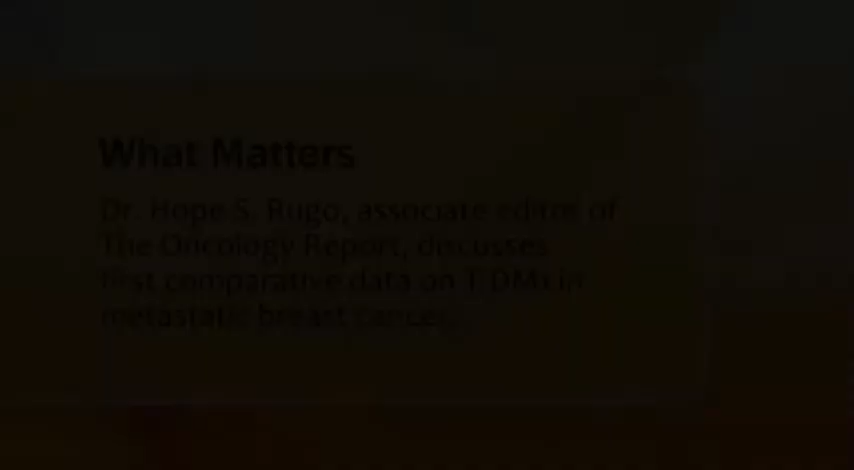 What Matters
Dr. Hope S. Rugo, associate editor of
The Oncology Report, discusses
first comparative data on T-DM1 in
metastatic breast cancer.